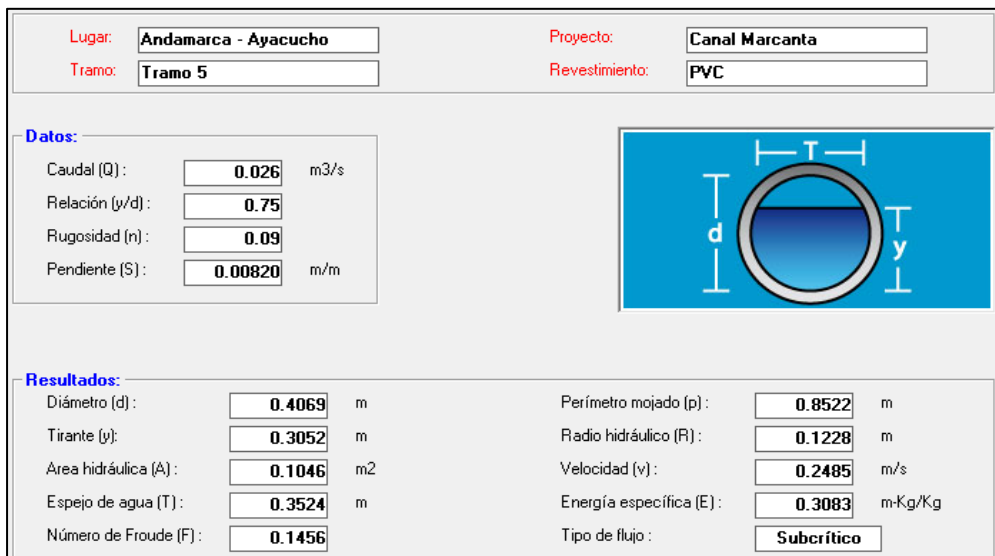 Lugar: Andamarca - Ayacucho Proyecto: Canal Marcanta
Tramo: Tramo 5 Revestimiento: PVC
Datos:
Caudal (Q) : 0.026 m3/s
Relación (y/d) : 0.75
Rugosidad (n) : 0.09
Pendiente (S) : 0.00820 m/m
T
d
y
Resultados:
Diámetro (d) : 0.4069 m Perímetro mojado (p) : 0.8522 m
Tirante (y): 0.3052 m Radio hidráulico (R) : 0.1228 m
Area hidráulica (A) : 0.1046 m2 Velocidad (v) : 0.2485 m/s
Espejo de agua (T) : 0.3524 m Energía específica (E) : 0.3083 m-Kg/Kg
Número de Froude (F) : 0.1456 Tipo de flujo : Subcrítico